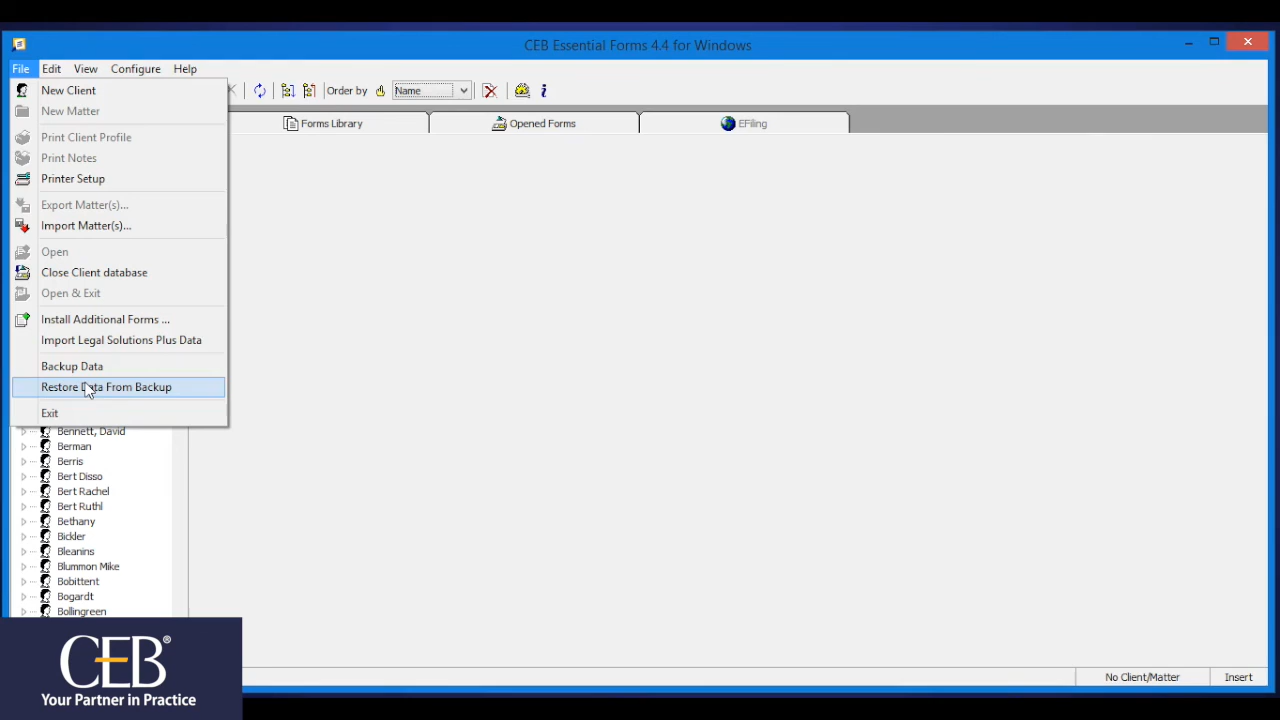 CEB Essential Forms 4.4 for Windows
File Edit View Configure Help
Order by Name
New Client
New Matter
Print Client Profile
Print Notes
Printer Setup
Export Matter(s)...
Import Matter(s)...
Open
Close Client database
Open & Exit
Install Additional Forms ...
Import Legal Solutions Plus Data
Backup Data
Restore Data From Backup
Exit
Forms Library Opened Forms EFiling
Bennett, David
Berman
Berris
Bert Disso
Bert Rachel
Bert Ruthl
Bethany
Bickler
Bleanins
Blummon Mike
Bobittent
Bogardt
Bollingreen
CEB®
Your Partner in Practice
No Client/Matter Insert